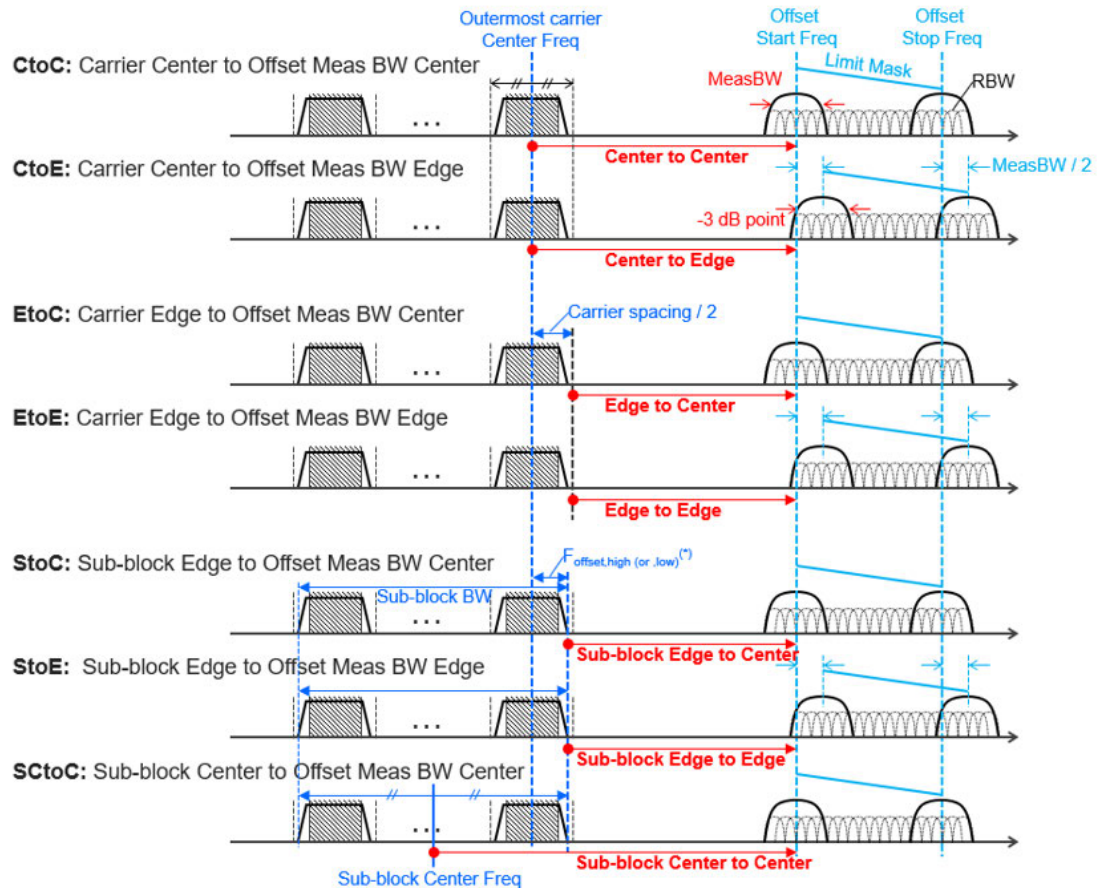 Outermost carrier
Center Freq
Offset
Start Freq
Offset
Stop Freq
CtoC: Carrier Center to Offset Meas BW Center
Limit Mask
MeasBW
RBW
...
Center to Center
CtoE: Carrier Center to Offset Meas BW Edge
MeasBW / 2
...
-3 dB point
Center to Edge
EtoC: Carrier Edge to Offset Meas BW Center
Carrier spacing / 2
...
Edge to Center
EtoE: Carrier Edge to Offset Meas BW Edge
...
Edge to Edge
StoC: Sub-block Edge to Offset Meas BW Center
Foffset,high (or ,low)(*)
Sub-block BW
...
Sub-block Edge to Center
StoE: Sub-block Edge to Offset Meas BW Edge
...
Sub-block Edge to Edge
SCtoC: Sub-block Center to Offset Meas BW Center
...
Sub-block Center to Center
Sub-block Center Freq